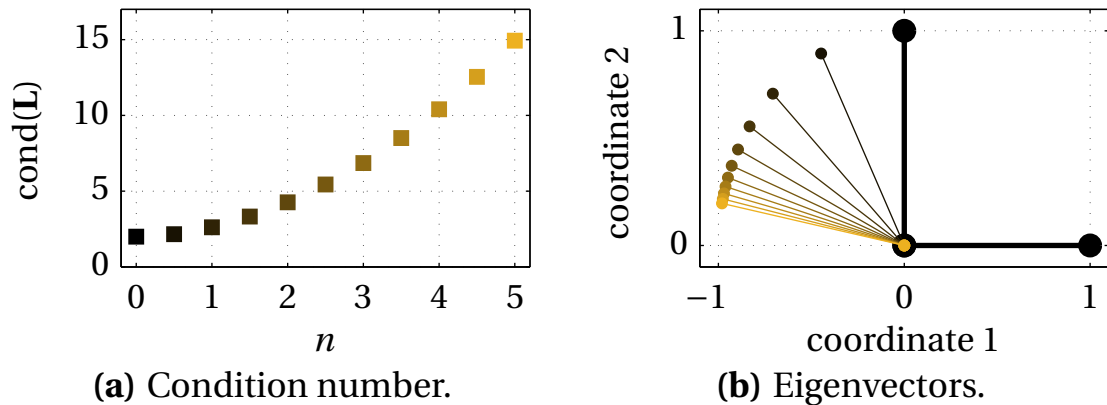 15
10
5
0
cond(L)
0 1 2 3 4 5
n
(a) Condition number.
1
0
coordinate 2
−1 0 1
coordinate 1
(b) Eigenvectors.